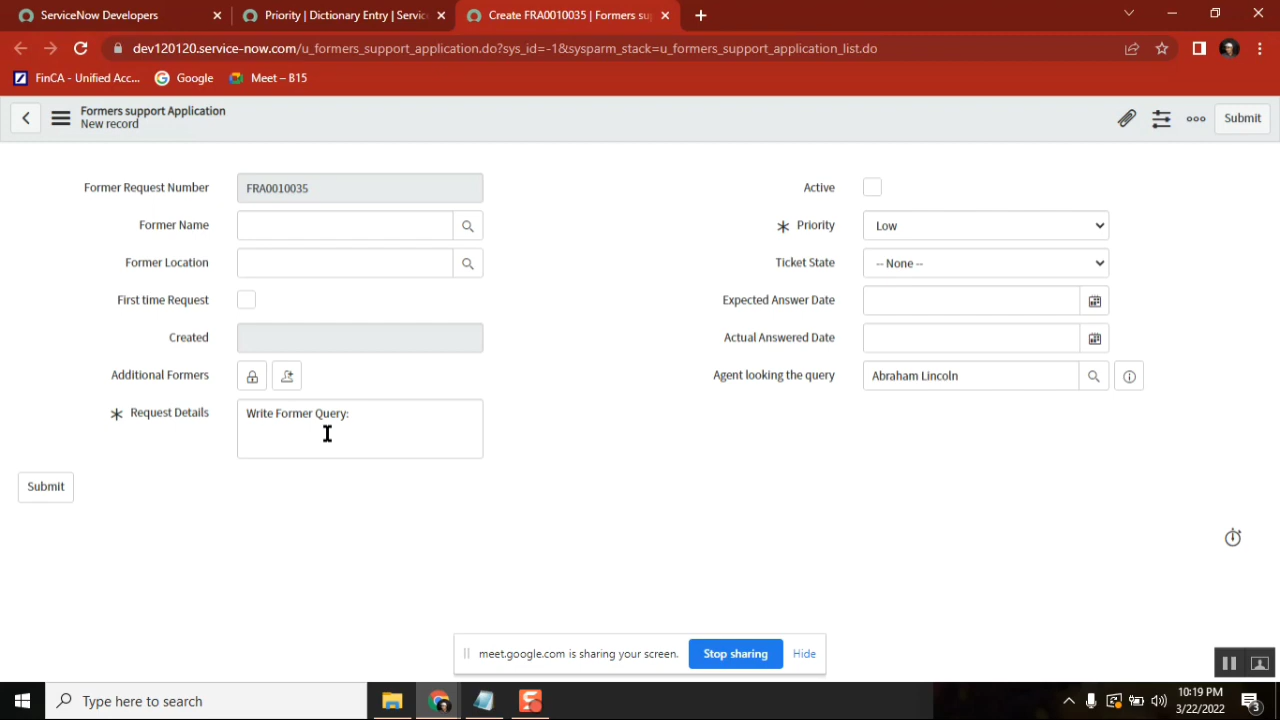 ServiceNow Developers
Priority | Dictionary Entry | Service
Create FRA0010035 | Formers su
dev120120.service-now.com/u_formers_support_application.do?sys_id=-1&sysparm_stack=u_formers_support_application_list.do
FinCA - Unified Acc...
Google
Meet – B15
Formers support Application
New record
Submit
Former Request Number
FRA0010035
Active
Former Name
Priority
Low
Former Location
Ticket State
-- None --
First time Request
Expected Answer Date
Created
Actual Answered Date
Additional Formers
Agent looking the query
Abraham Lincoln
Request Details
Write Former Query:
Submit
meet.google.com is sharing your screen.
Stop sharing
Hide
Type here to search
10:19 PM
3/22/2022
3